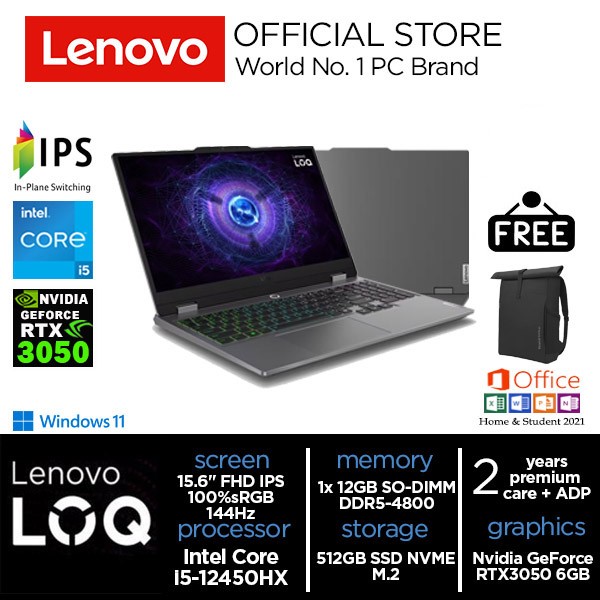 Lenovo
OFFICIAL STORE
World No. 1 PC Brand
IPS
In-Plane Switching
intel
CORE
i5
NVIDIA
GEFORCE
RTX
3050
Windows 11
Lenovo
LOQ
Lenovo
FREE
Office
Home & Student 2021
Lenovo
LOQ
screen
15.6" FHD IPS
100%sRGB
144Hz
processor
Intel Core
I5-12450HX
memory
1x 12GB SO-DIMM
DDR5-4800
storage
512GB SSD NVME
M.2
2 years
premium
care + ADP
graphics
Nvidia GeForce
RTX3050 6GB